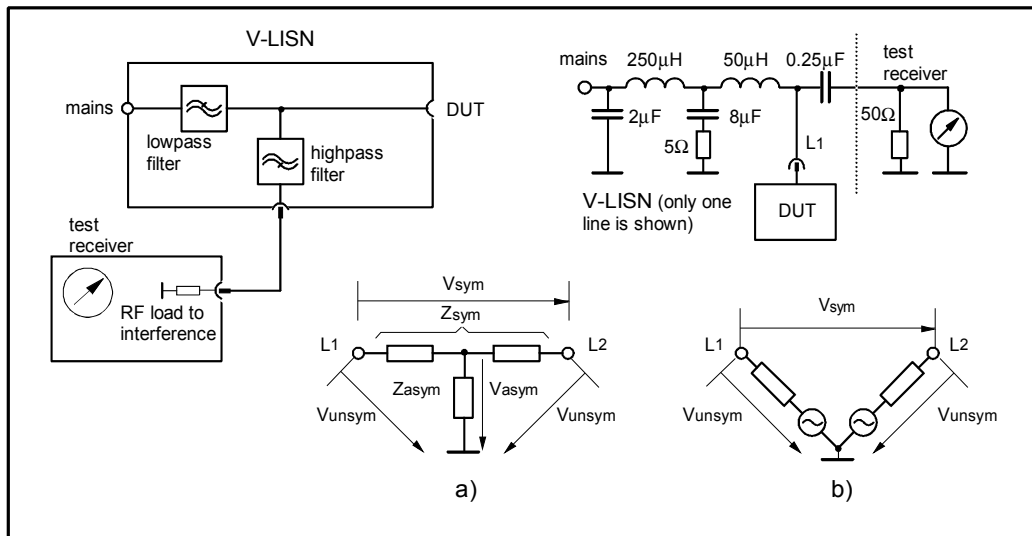 V-LISN
mains
DUT
lowpass
filter
highpass
filter
test
receiver
RF load to
interference
mains
250µH
50µH
0.25µF
test
receiver
2µF
8µF
5Ω
50Ω
L1
DUT
V-LISN (only one
line is shown)
Vsym
Zsym
L1
L2
Zasym
Vasym
Vunsym
Vunsym
a)
Vsym
L1
L2
Vunsym
Vunsym
b)